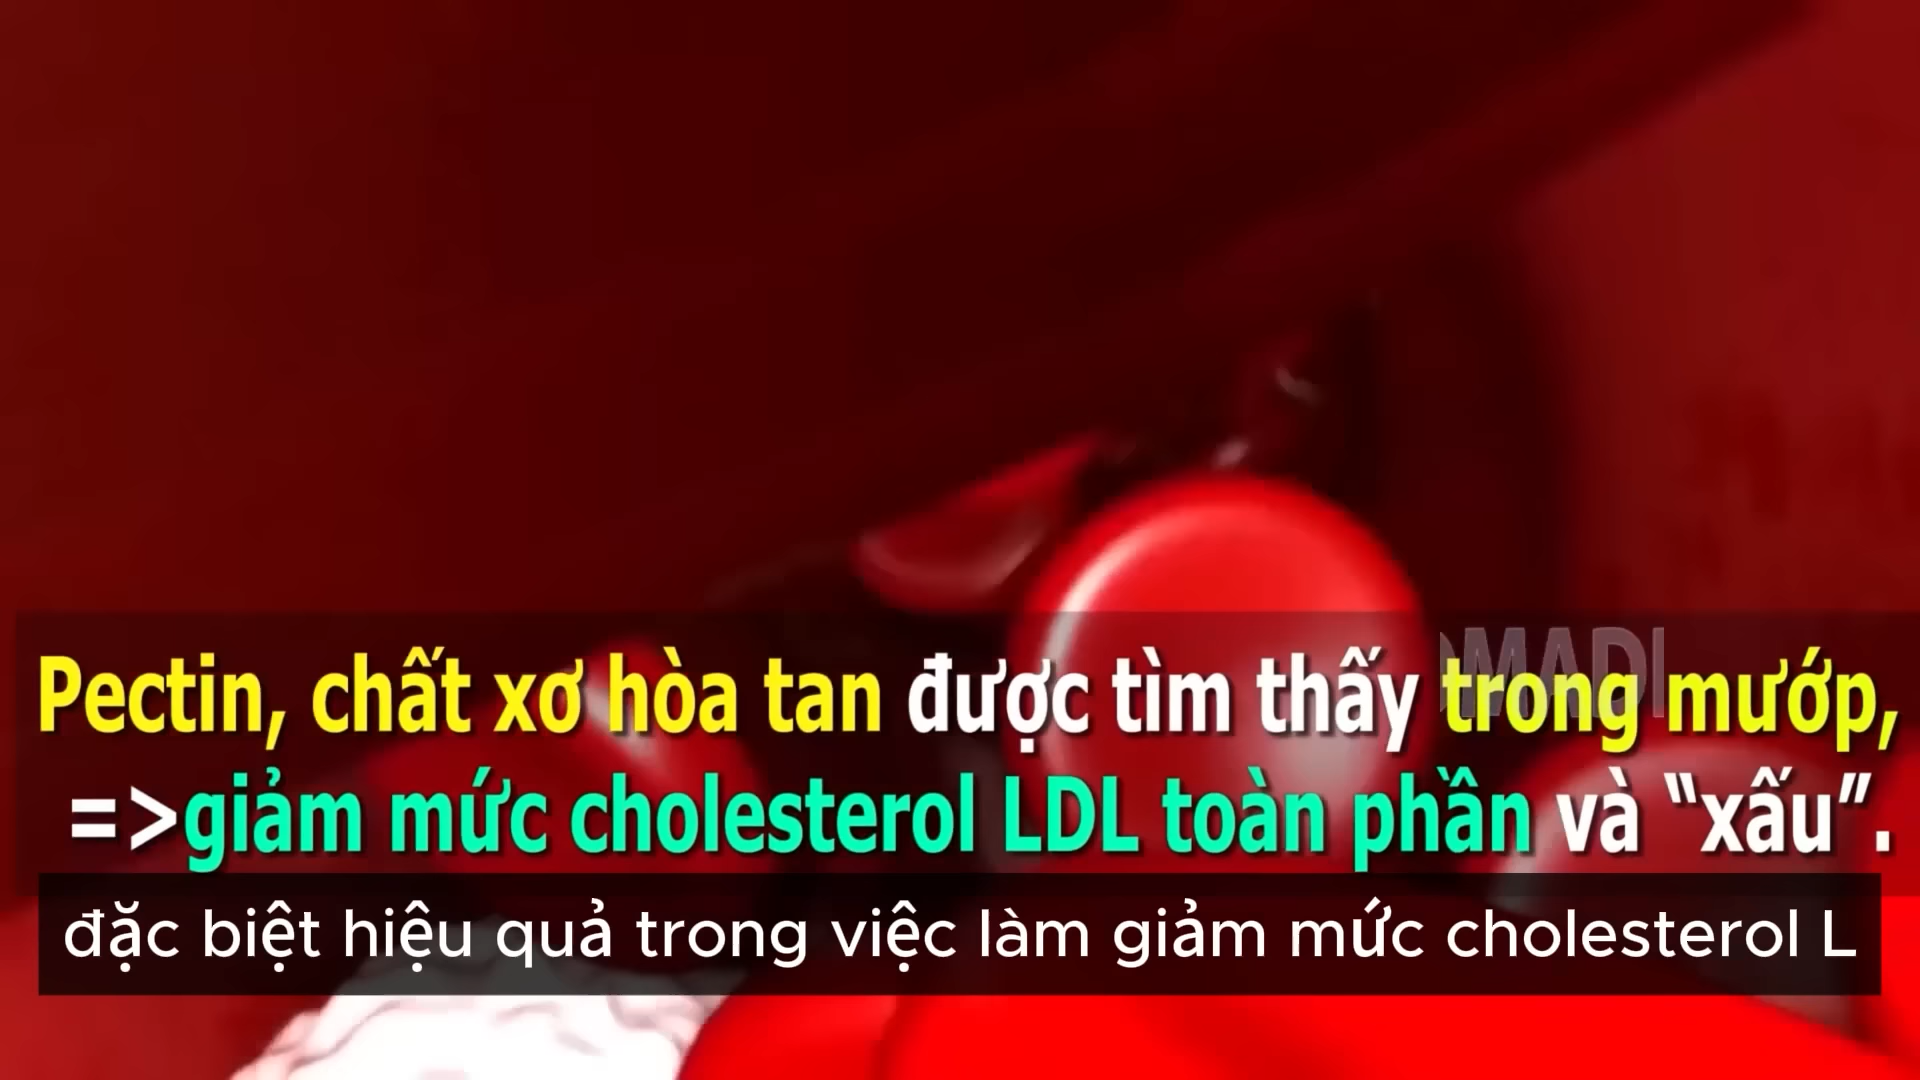 Pectin, chất xơ hòa tan được tìm thấy trong mướp,
=>giảm mức cholesterol LDL toàn phần và “xấu”.
đặc biệt hiệu quả trong việc làm giảm mức cholesterol L